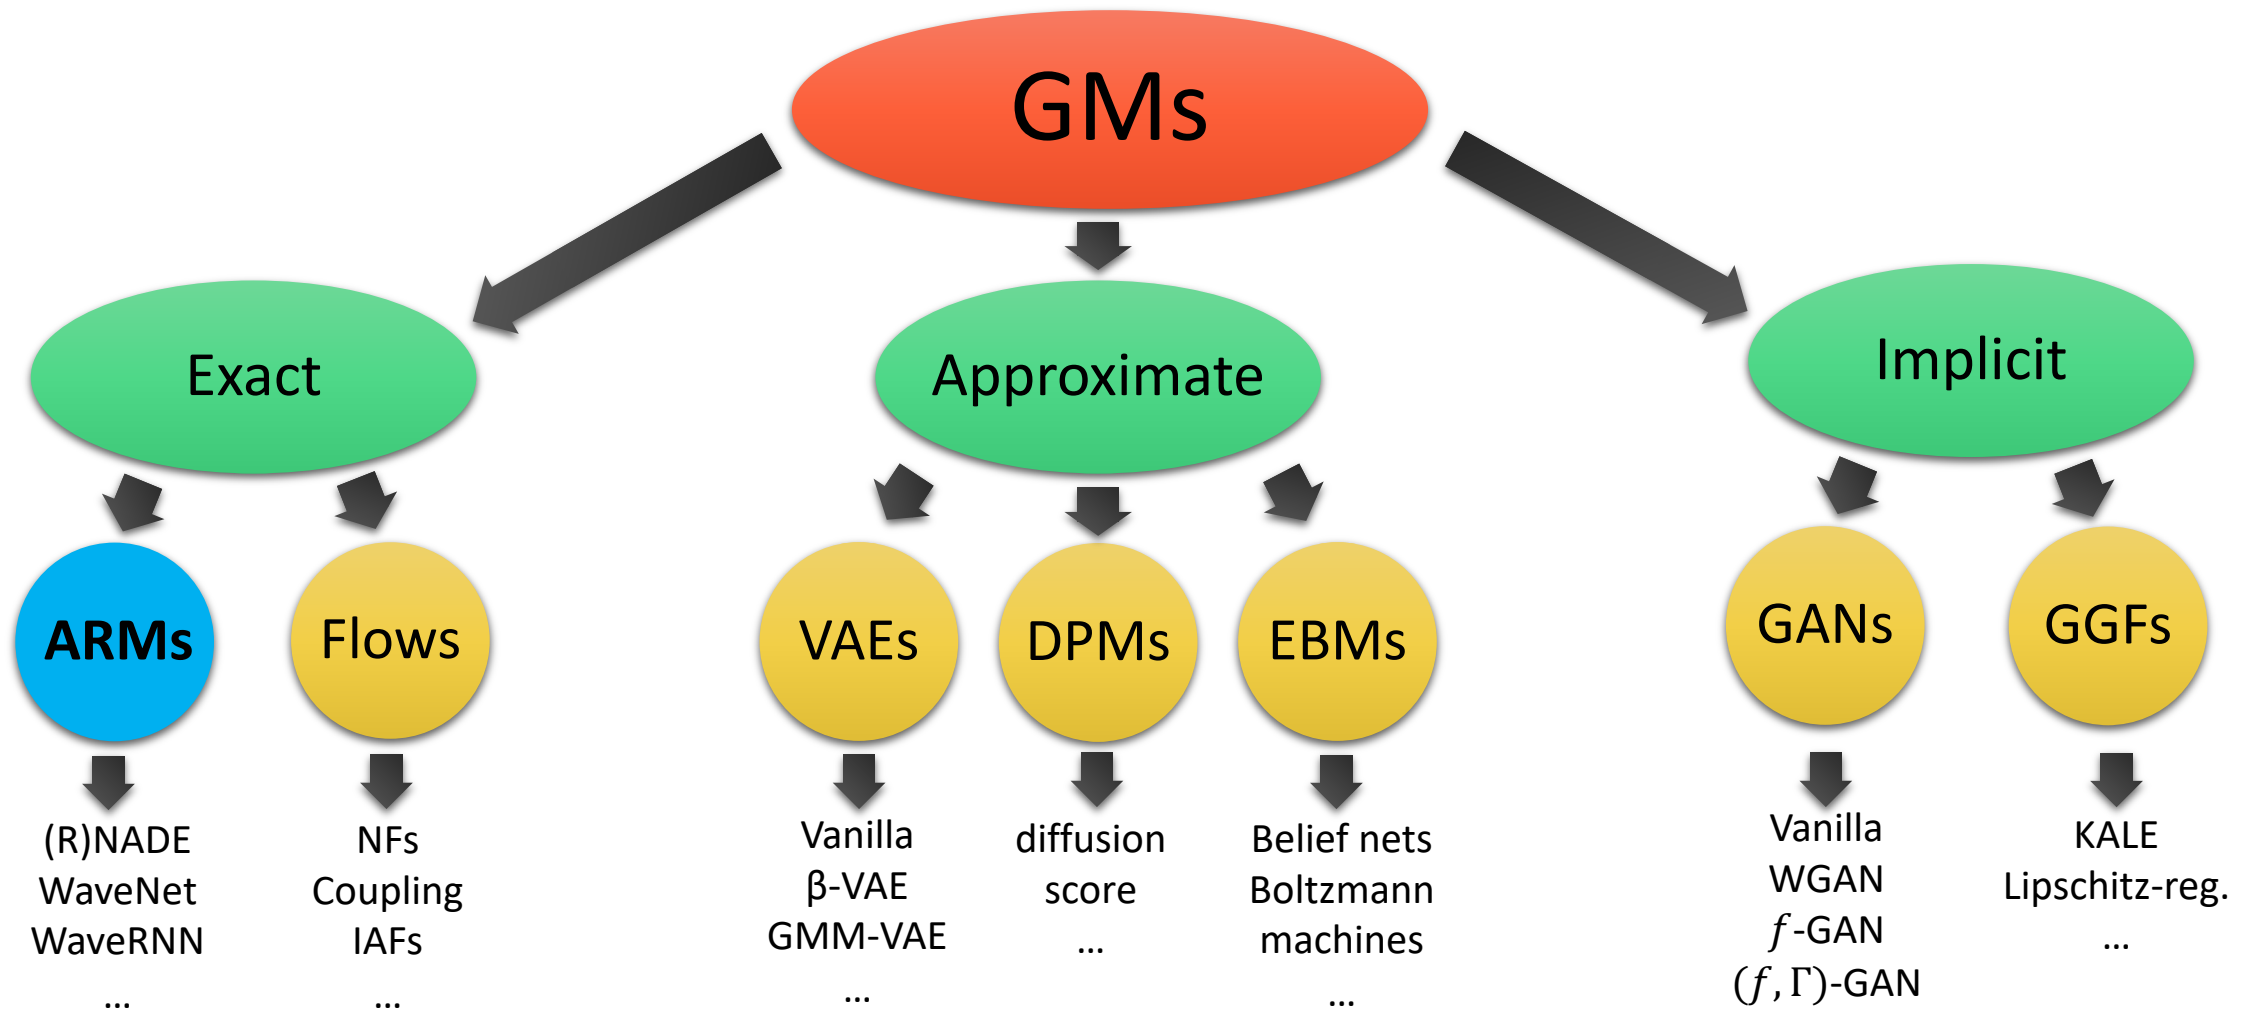 GMs
Exact
Approximate
Implicit
ARMs
Flows
VAEs
DPMs
EBMs
GANs
GGFs
(R)NADE
WaveNet
WaveRNN
...
NFs
Coupling
IAFs
...
Vanilla
β-VAE
GMM-VAE
...
diffusion
score
...
Belief nets
Boltzmann
machines
...
Vanilla
WGAN
f-GAN
(f, Γ)-GAN
KALE
Lipschitz-reg.
...